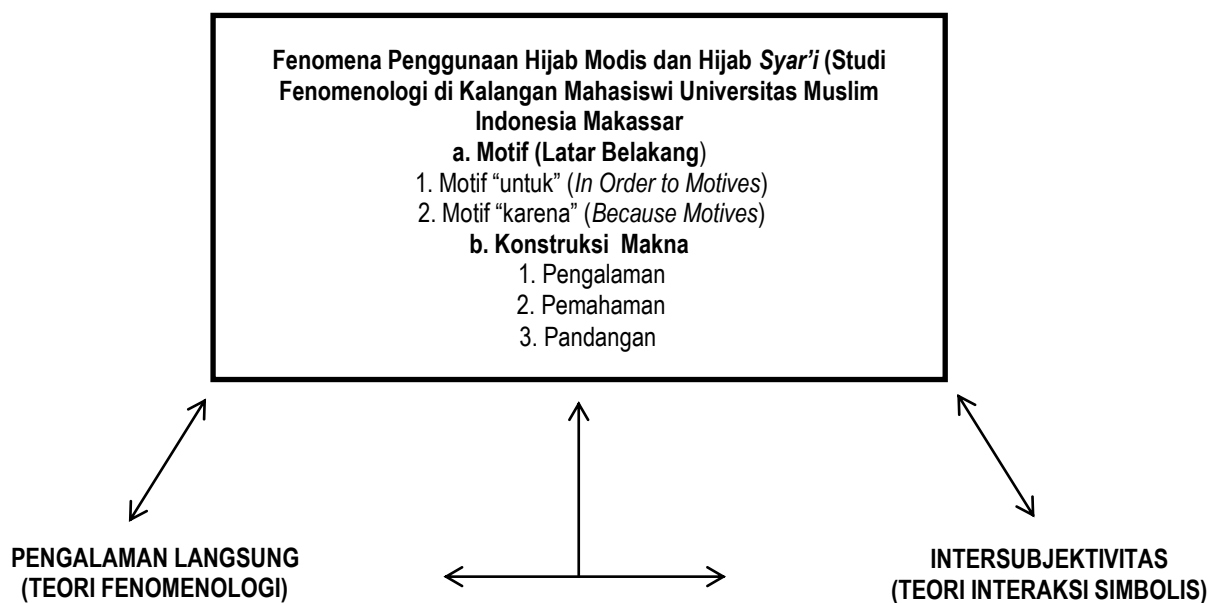 Fenomena Penggunaan Hijab Modis dan Hijab Syar’i (Studi
Fenomenologi di Kalangan Mahasiswi Universitas Muslim
Indonesia Makassar
a. Motif (Latar Belakang)
1. Motif “untuk” (In Order to Motives)
2. Motif “karena” (Because Motives)
b. Konstruksi Makna
1. Pengalaman
2. Pemahaman
3. Pandangan
PENGALAMAN LANGSUNG
(TEORI FENOMENOLOGI)
INTERSUBJEKTIVITAS
(TEORI INTERAKSI SIMBOLIS)